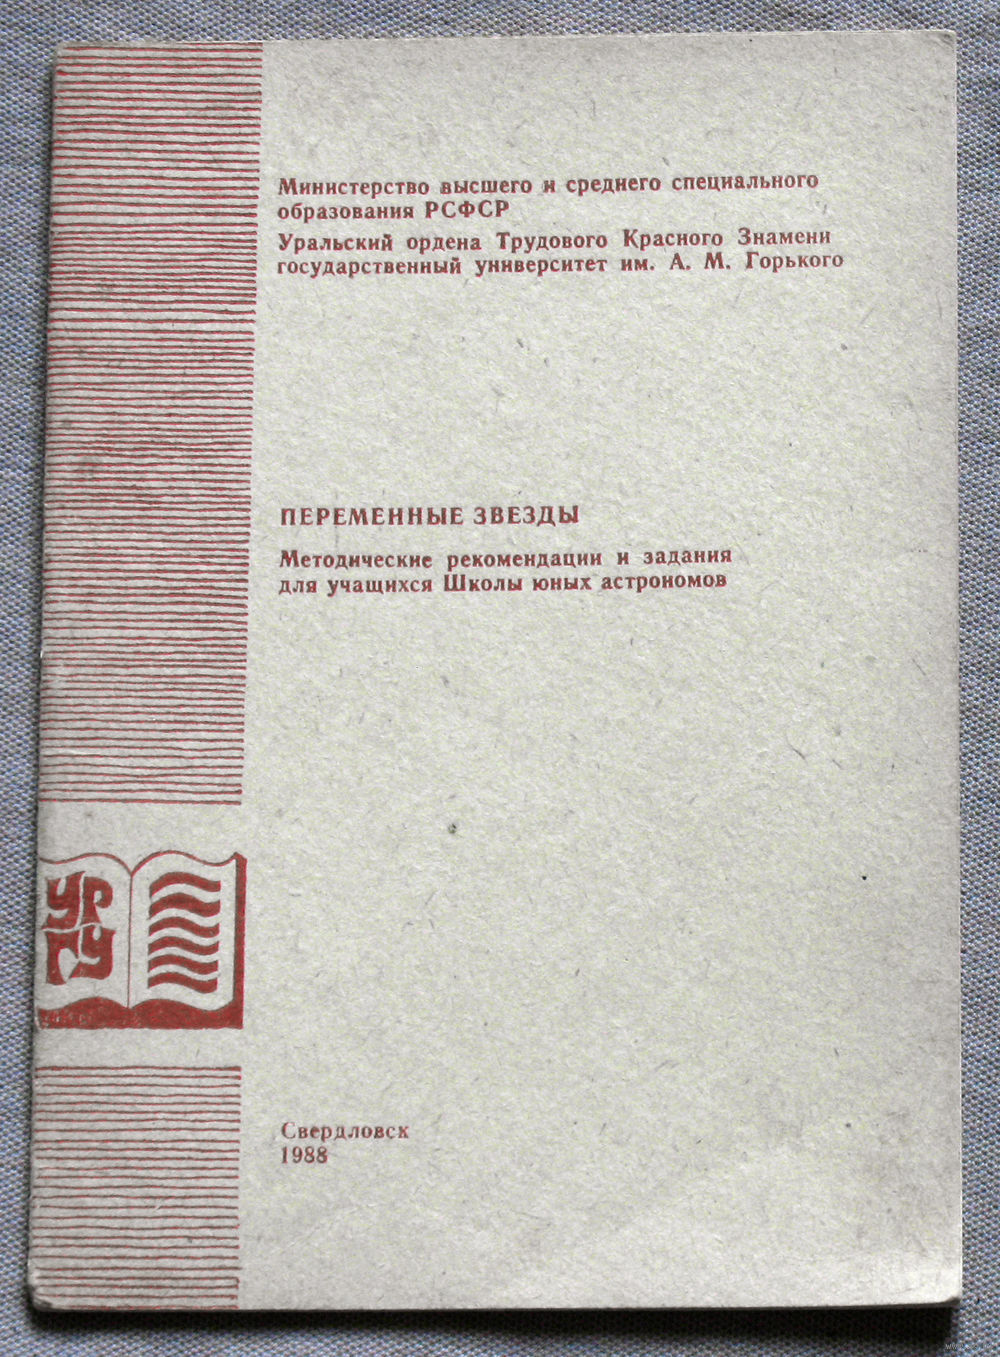 Министерство высшего и среднего специального
образования РСФСР
Уральский ордена Трудового Красного Знамени
государственный университет им. А. М. Горького
ПЕРЕМЕННЫЕ ЗВЕЗДЫ
Методические рекомендации и задания
для учащихся Школы юных астрономов
УР
ГУ
Свердловск
1988